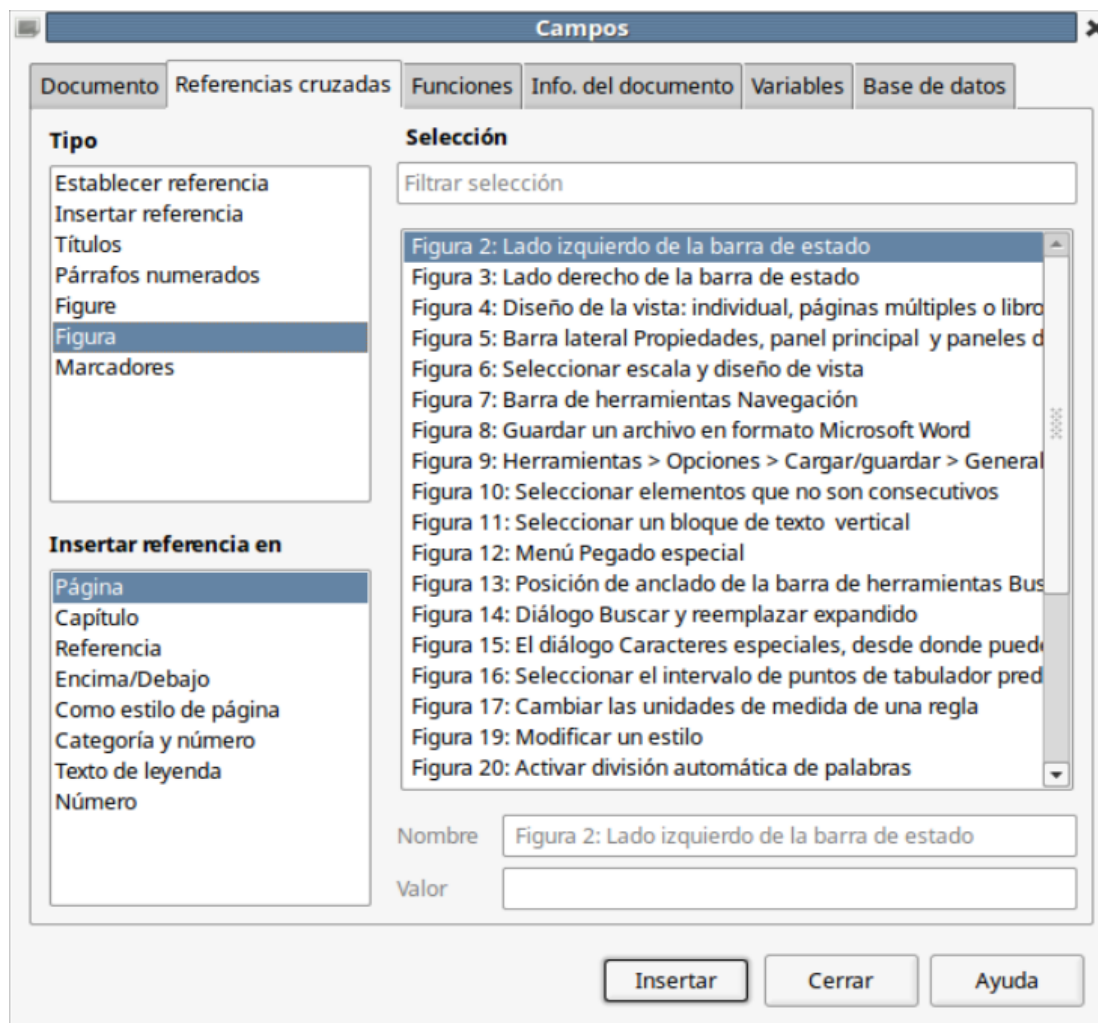 Campos
Documento Referencias cruzadas Funciones Info. del documento Variables Base de datos
Tipo
Establecer referencia
Insertar referencia
Títulos
Párrafos numerados
Figure
Figura
Marcadores
Insertar referencia en
Página
Capítulo
Referencia
Encima/Debajo
Como estilo de página
Categoría y número
Texto de leyenda
Número
Selección
Filtrar selección
Figura 2: Lado izquierdo de la barra de estado
Figura 3: Lado derecho de la barra de estado
Figura 4: Diseño de la vista: individual, páginas múltiples o libro
Figura 5: Barra lateral Propiedades, panel principal y paneles d
Figura 6: Seleccionar escala y diseño de vista
Figura 7: Barra de herramientas Navegación
Figura 8: Guardar un archivo en formato Microsoft Word
Figura 9: Herramientas > Opciones > Cargar/guardar > General
Figura 10: Seleccionar elementos que no son consecutivos
Figura 11: Seleccionar un bloque de texto vertical
Figura 12: Menú Pegado especial
Figura 13: Posición de anclado de la barra de herramientas Bus
Figura 14: Diálogo Buscar y reemplazar expandido
Figura 15: El diálogo Caracteres especiales, desde donde puede
Figura 16: Seleccionar el intervalo de puntos de tabulador pred
Figura 17: Cambiar las unidades de medida de una regla
Figura 19: Modificar un estilo
Figura 20: Activar división automática de palabras
Nombre Figura 2: Lado izquierdo de la barra de estado
Valor
Insertar Cerrar Ayuda